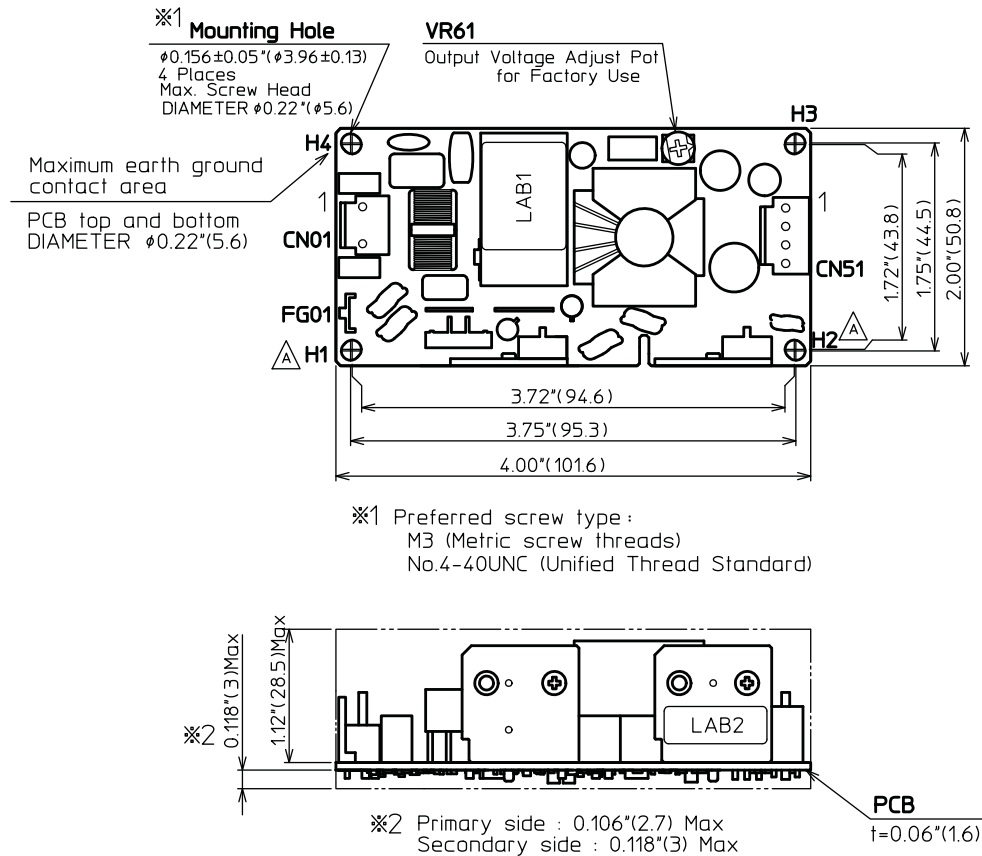 ※1 Mounting Hole
φ0.156±0.05"(φ3.96±0.13)
4 Places
Max. Screw Head
DIAMETER φ0.22"(φ5.6)
VR61
Output Voltage Adjust Pot
for Factory Use
H3
H4
Maximum earth ground
contact area
PCB top and bottom
DIAMETER φ0.22"(5.6)
1
CN01
FG01
A H1
LAB1
1
CN51
H2 A
1.72"(43.8)
1.75"(44.5)
2.00"(50.8)
3.72"(94.6)
3.75"(95.3)
4.00"(101.6)
※1 Preferred screw type:
M3 (Metric screw threads)
No.4-40UNC (Unified Thread Standard)
※2 0.118"(3)Max
1.12"(28.5)Max
LAB2
PCB
t=0.06"(1.6)
※2 Primary side : 0.106"(2.7) Max
Secondary side : 0.118"(3) Max